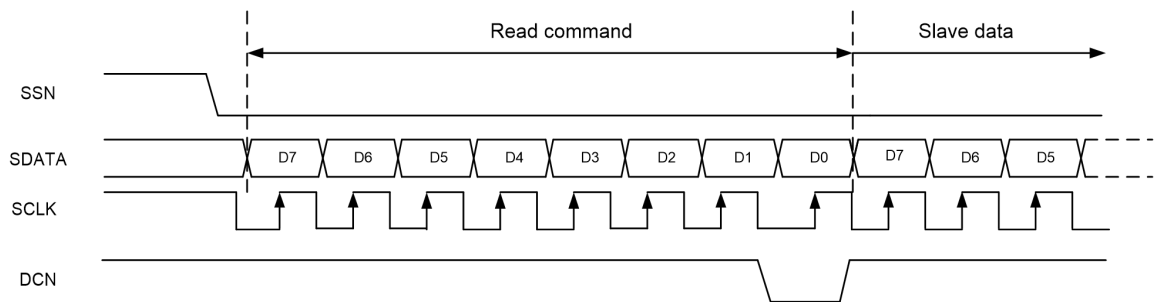 Read command Slave data
SSN
SDATA D7 D6 D5 D4 D3 D2 D1 D0 D7 D6 D5
SCLK
DCN